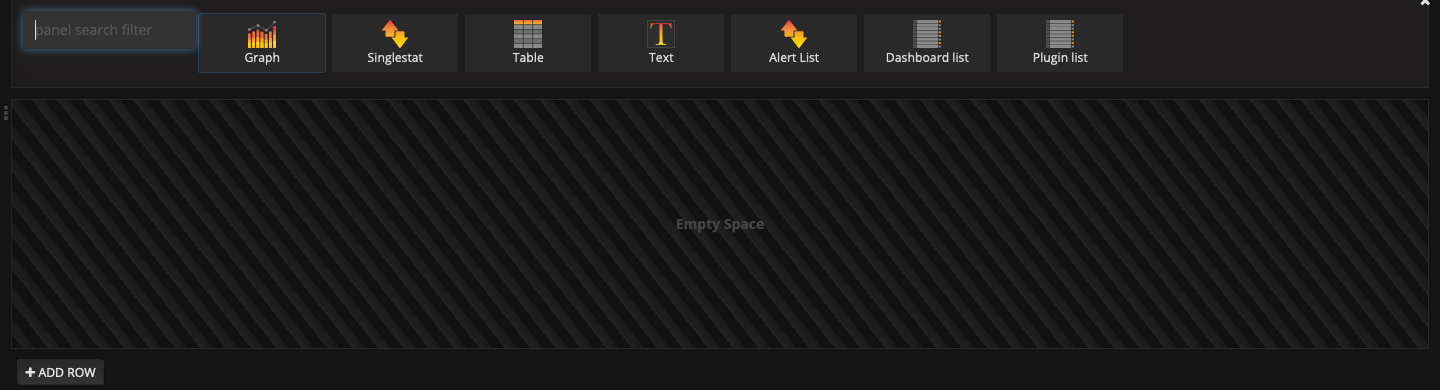 panel search filter
Graph
Singlestat
Table
Text
Alert List
Dashboard list
Plugin list
Empty Space
ADD ROW